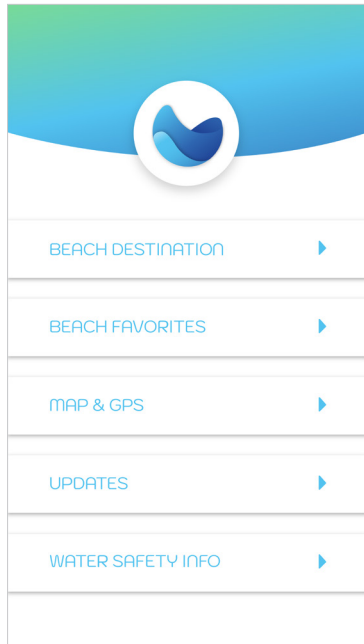 BEACH DESTINATION
BEACH FAVORITES
MAP & GPS
UPDATES
WATER SAFETY INFO